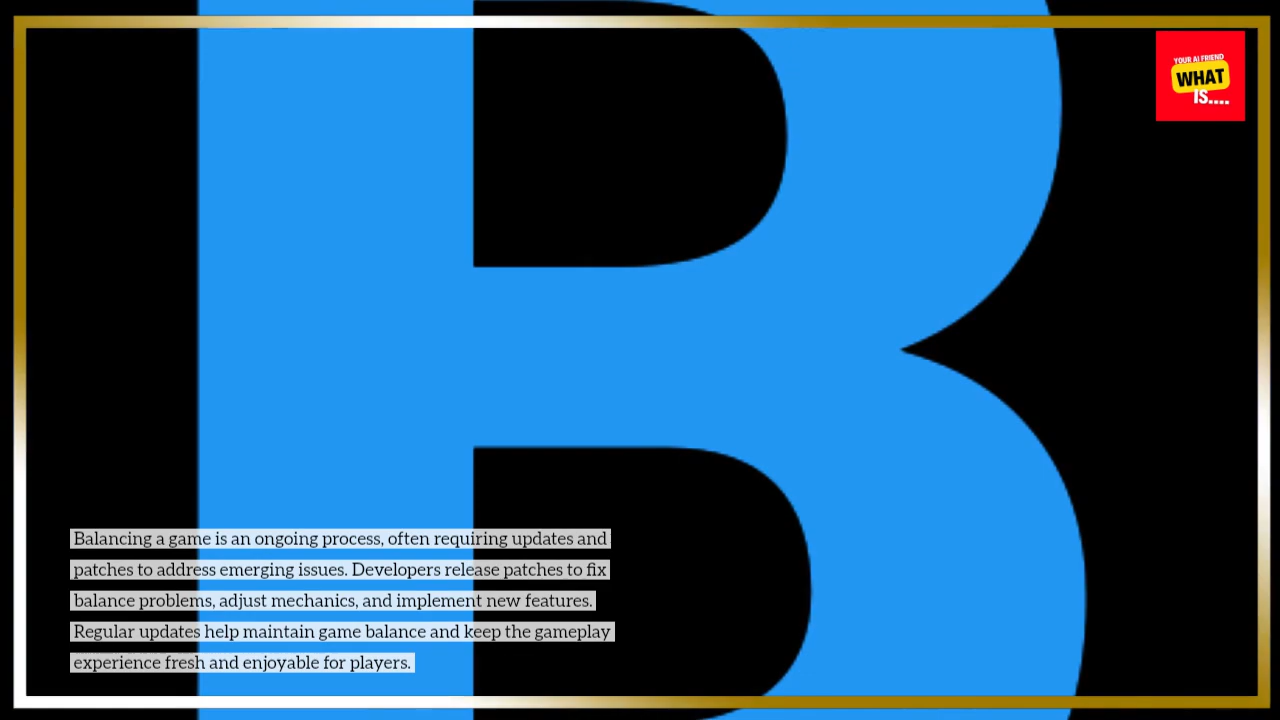 B
YOUR AI FRIEND
WHAT
IS....
Balancing a game is an ongoing process, often requiring updates and
patches to address emerging issues. Developers release patches to fix
balance problems, adjust mechanics, and implement new features.
Regular updates help maintain game balance and keep the gameplay
experience fresh and enjoyable for players.